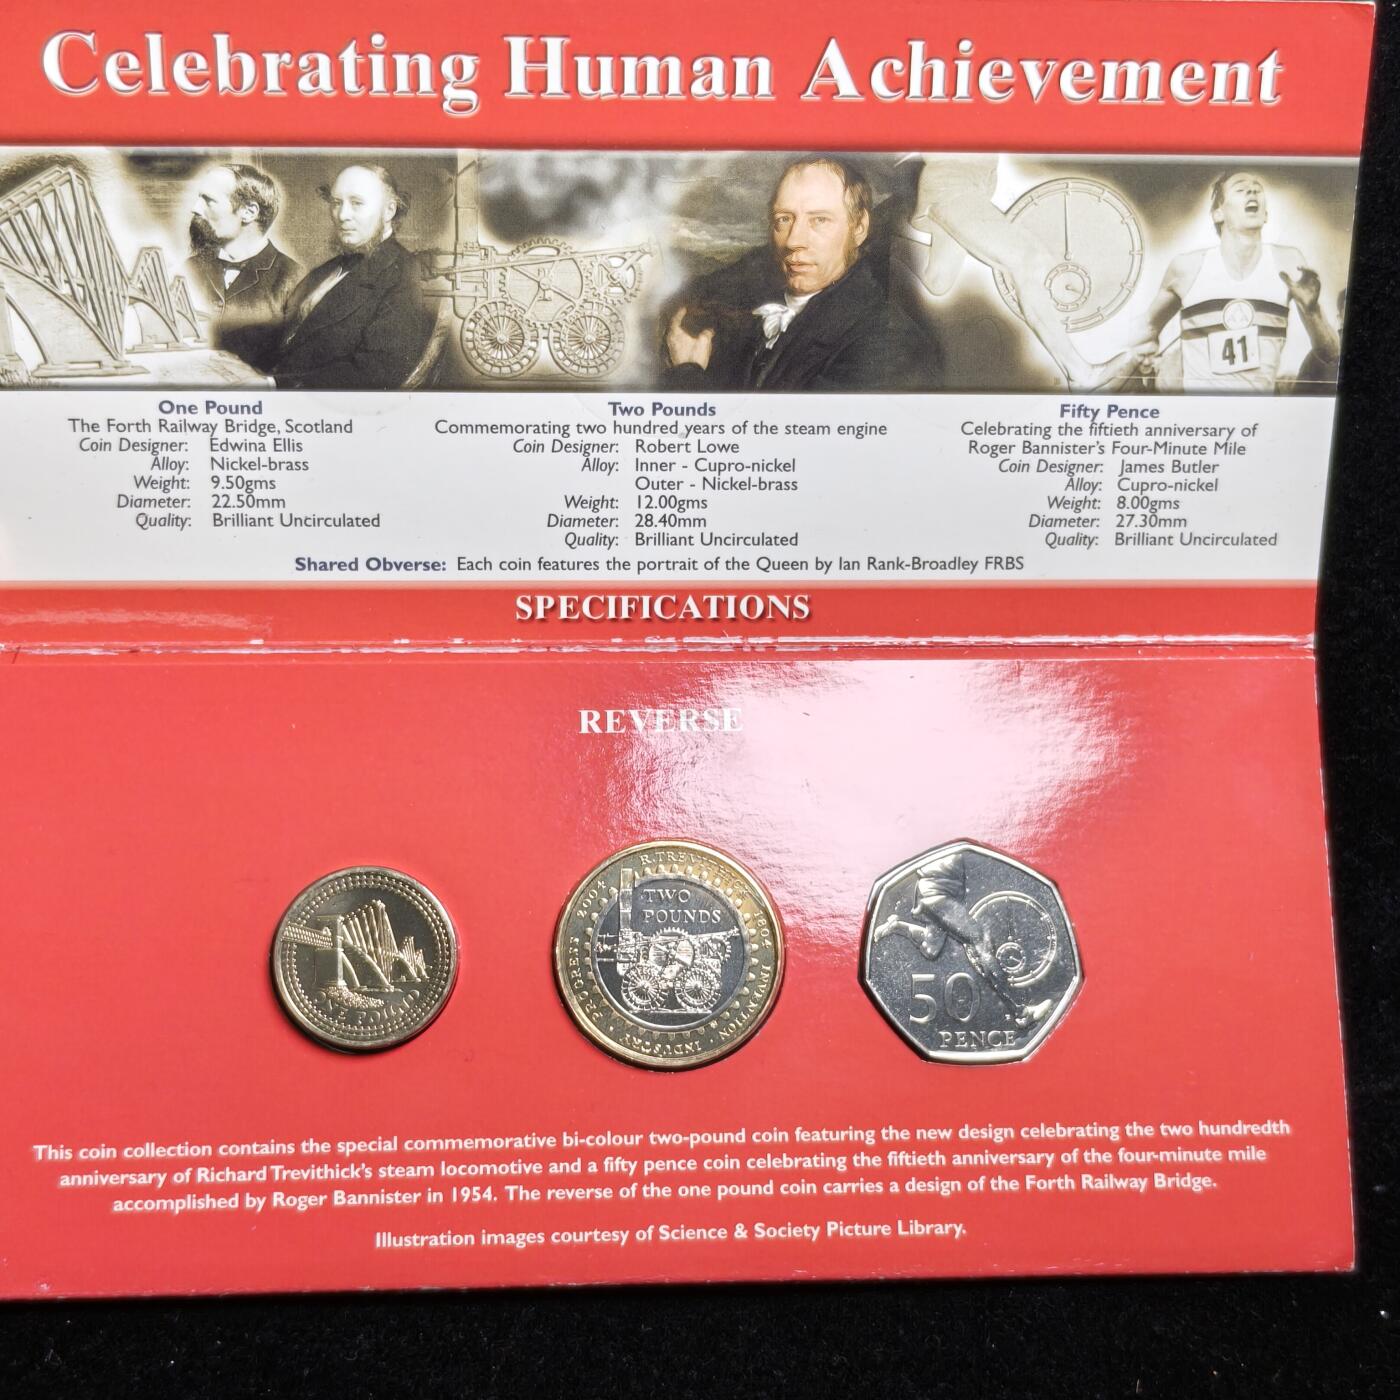 Celebrating Human Achievement
41
One Pound
The Forth Railway Bridge, Scotland
Coin Designer: Edwina Ellis
Alloy: Nickel-brass
Weight: 9.50gms
Diameter: 22.50mm
Quality: Brilliant Uncirculated
Two Pounds
Commemorating two hundred years of the steam engine
Coin Designer: Robert Lowe
Alloy: Inner - Cupro-nickel
Outer - Nickel-brass
Weight: 12.00gms
Diameter: 28.40mm
Quality: Brilliant Uncirculated
Fifty Pence
Celebrating the fiftieth anniversary of
Roger Bannister's Four-Minute Mile
Coin Designer: James Butler
Alloy: Cupro-nickel
Weight: 8.00gms
Diameter: 27.30mm
Quality: Brilliant Uncirculated
Shared Obverse: Each coin features the portrait of the Queen by Ian Rank-Broadley FRBS
SPECIFICATIONS
REVERSE
ONE POUND
R.TREVITHICK 1804 INVENTION · INDUSTRY · PROGRESS 2004
TWO
POUNDS
50
PENCE
This coin collection contains the special commemorative bi-colour two-pound coin featuring the new design celebrating the two hundredth
anniversary of Richard Trevithick's steam locomotive and a fifty pence coin celebrating the fiftieth anniversary of the four-minute mile
accomplished by Roger Bannister in 1954. The reverse of the one pound coin carries a design of the Forth Railway Bridge.
Illustration images courtesy of Science & Society Picture Library.